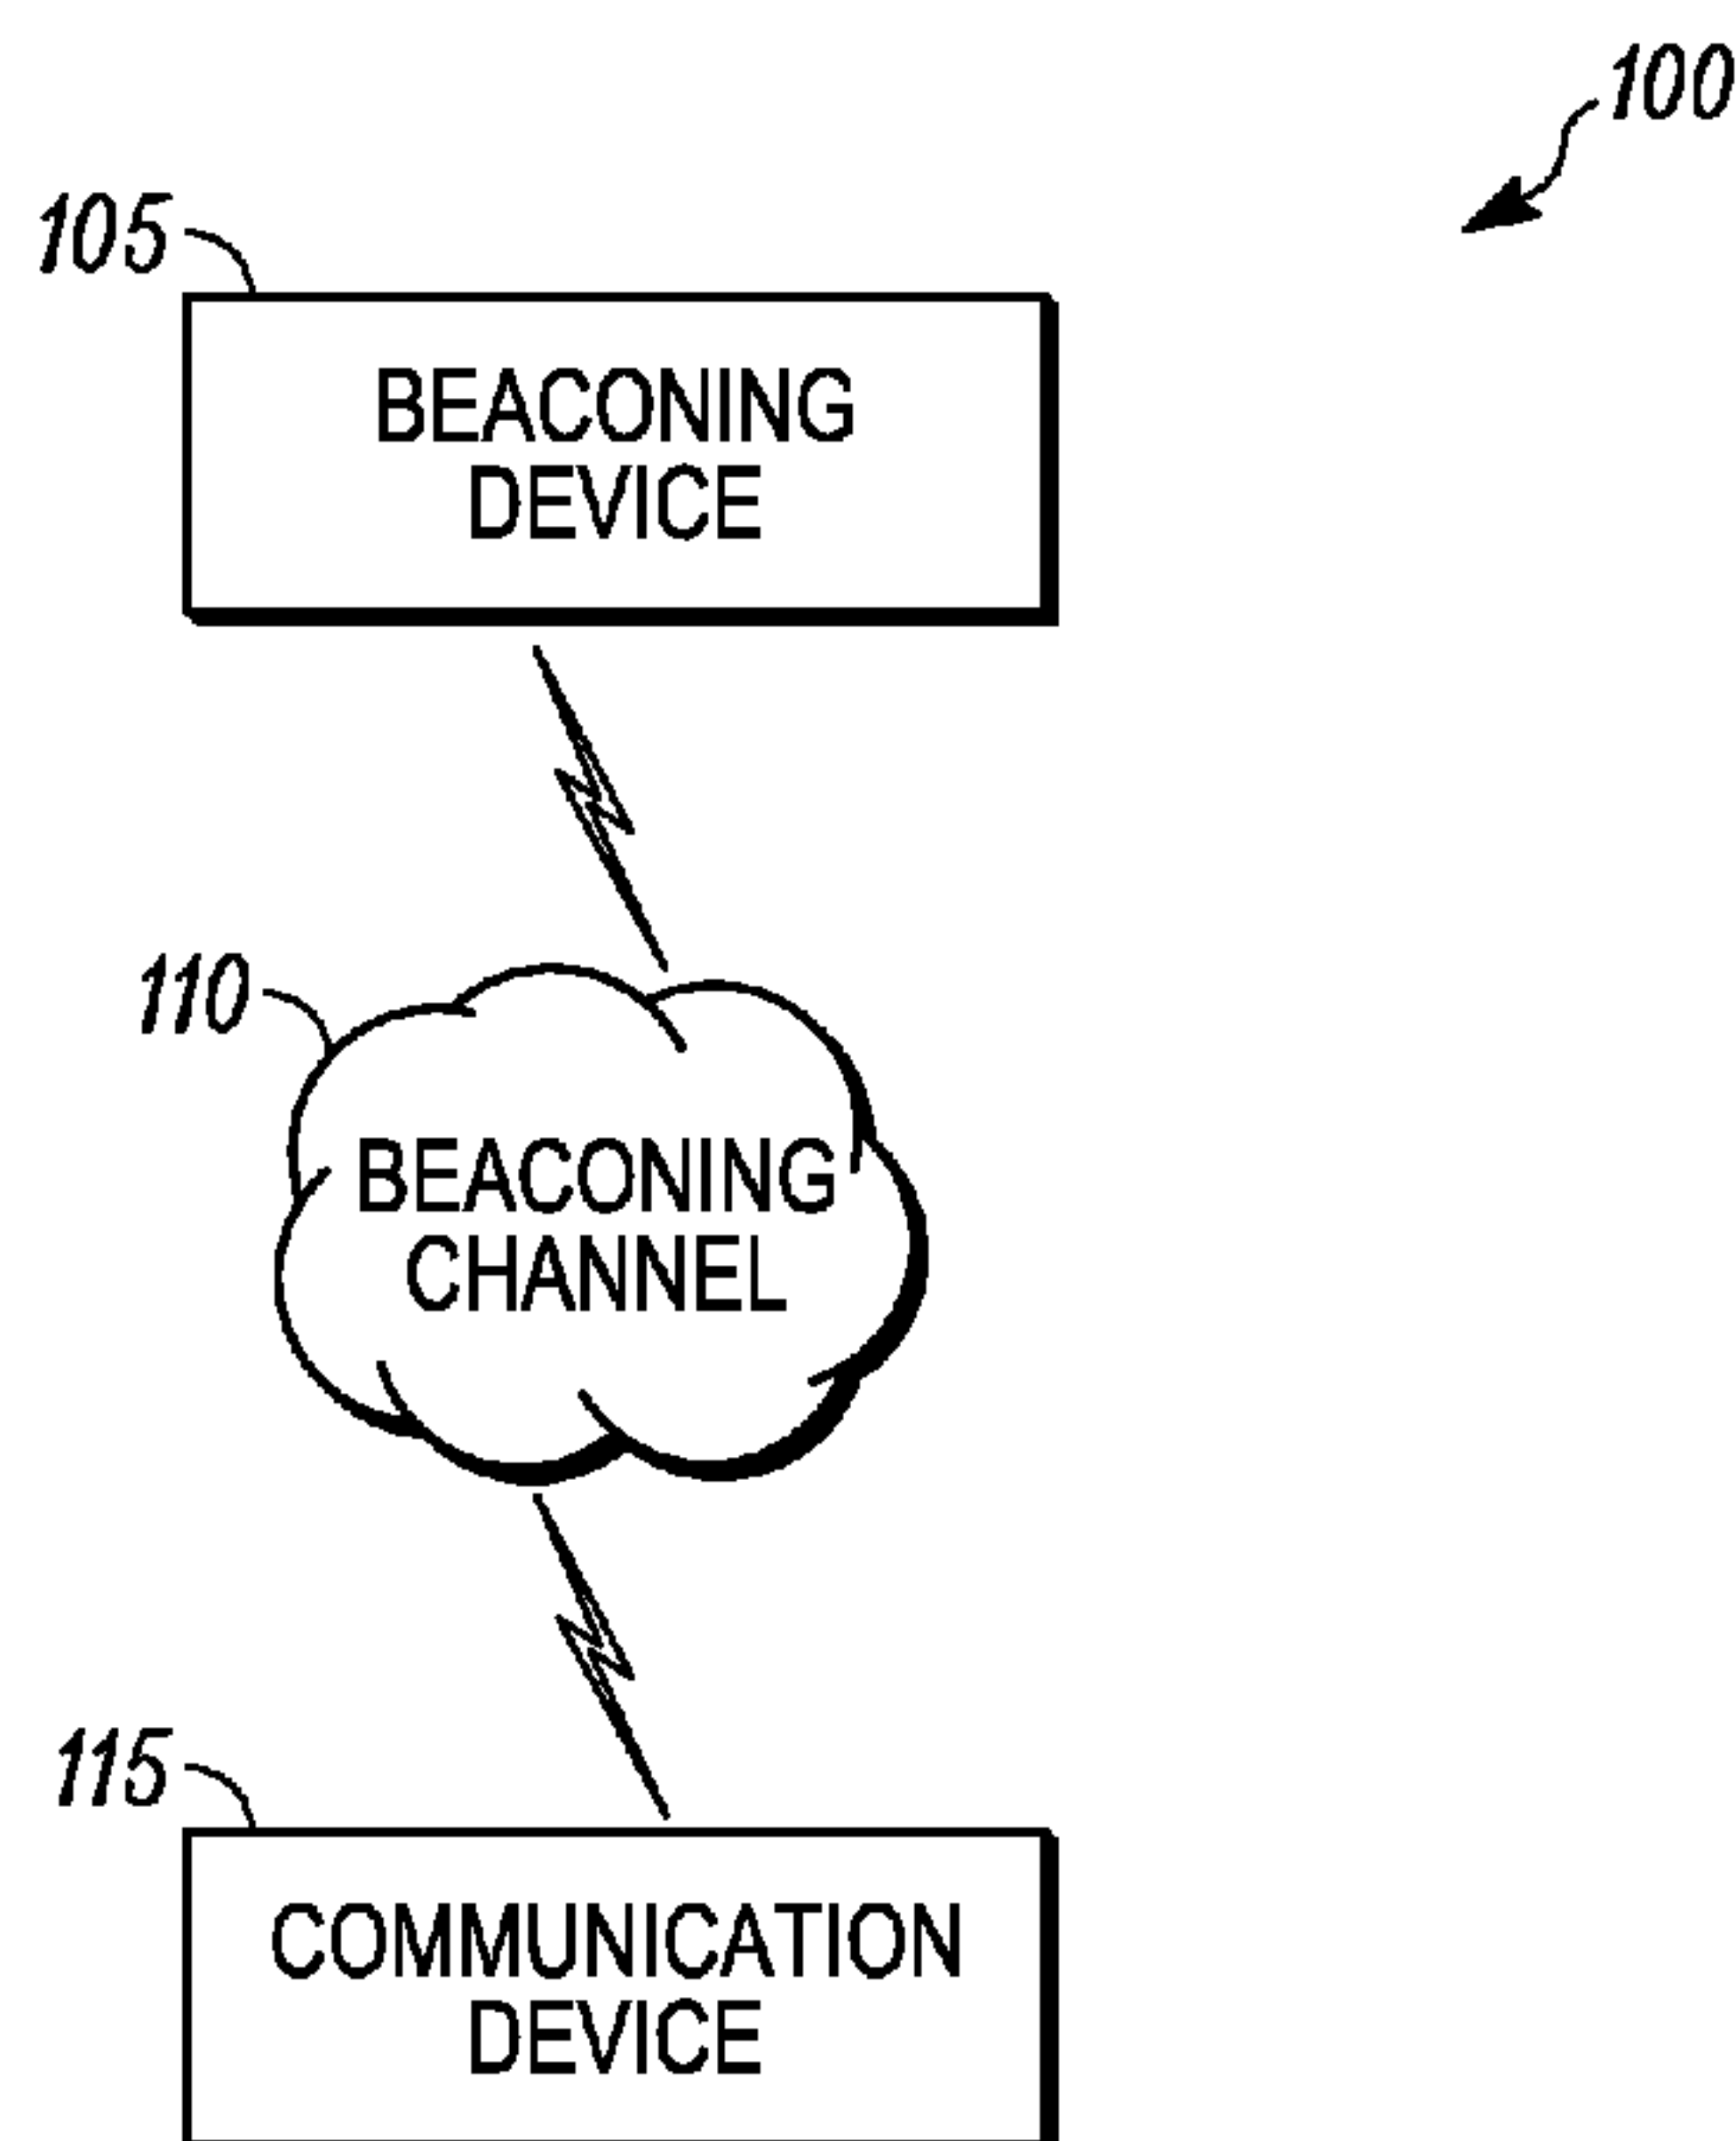 100
105
BEACONING
DEVICE
110
BEACONING
CHANNEL
115
COMMUNICATION
DEVICE